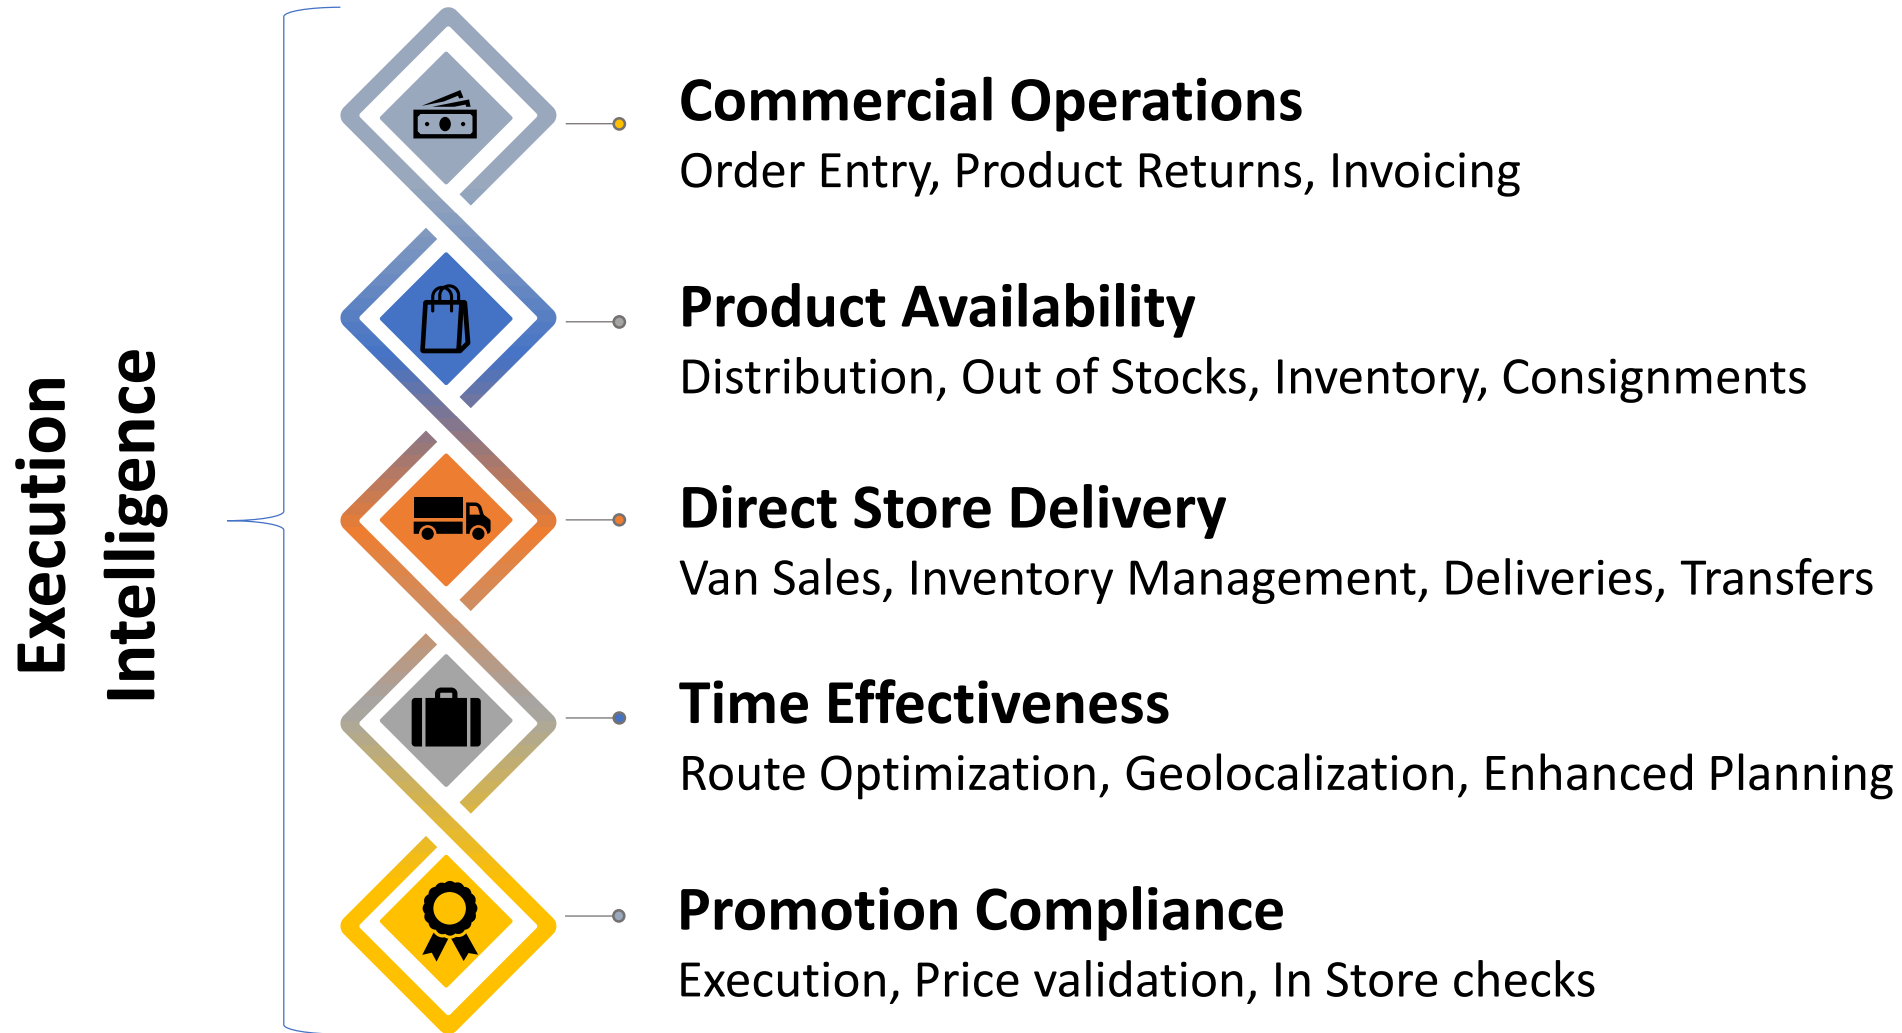 Execution
Intelligence
Commercial Operations
Order Entry, Product Returns, Invoicing
Product Availability
Distribution, Out of Stocks, Inventory, Consignments
Direct Store Delivery
Van Sales, Inventory Management, Deliveries, Transfers
Time Effectiveness
Route Optimization, Geolocalization, Enhanced Planning
Promotion Compliance
Execution, Price validation, In Store checks